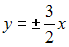 y = ± 3/2 x